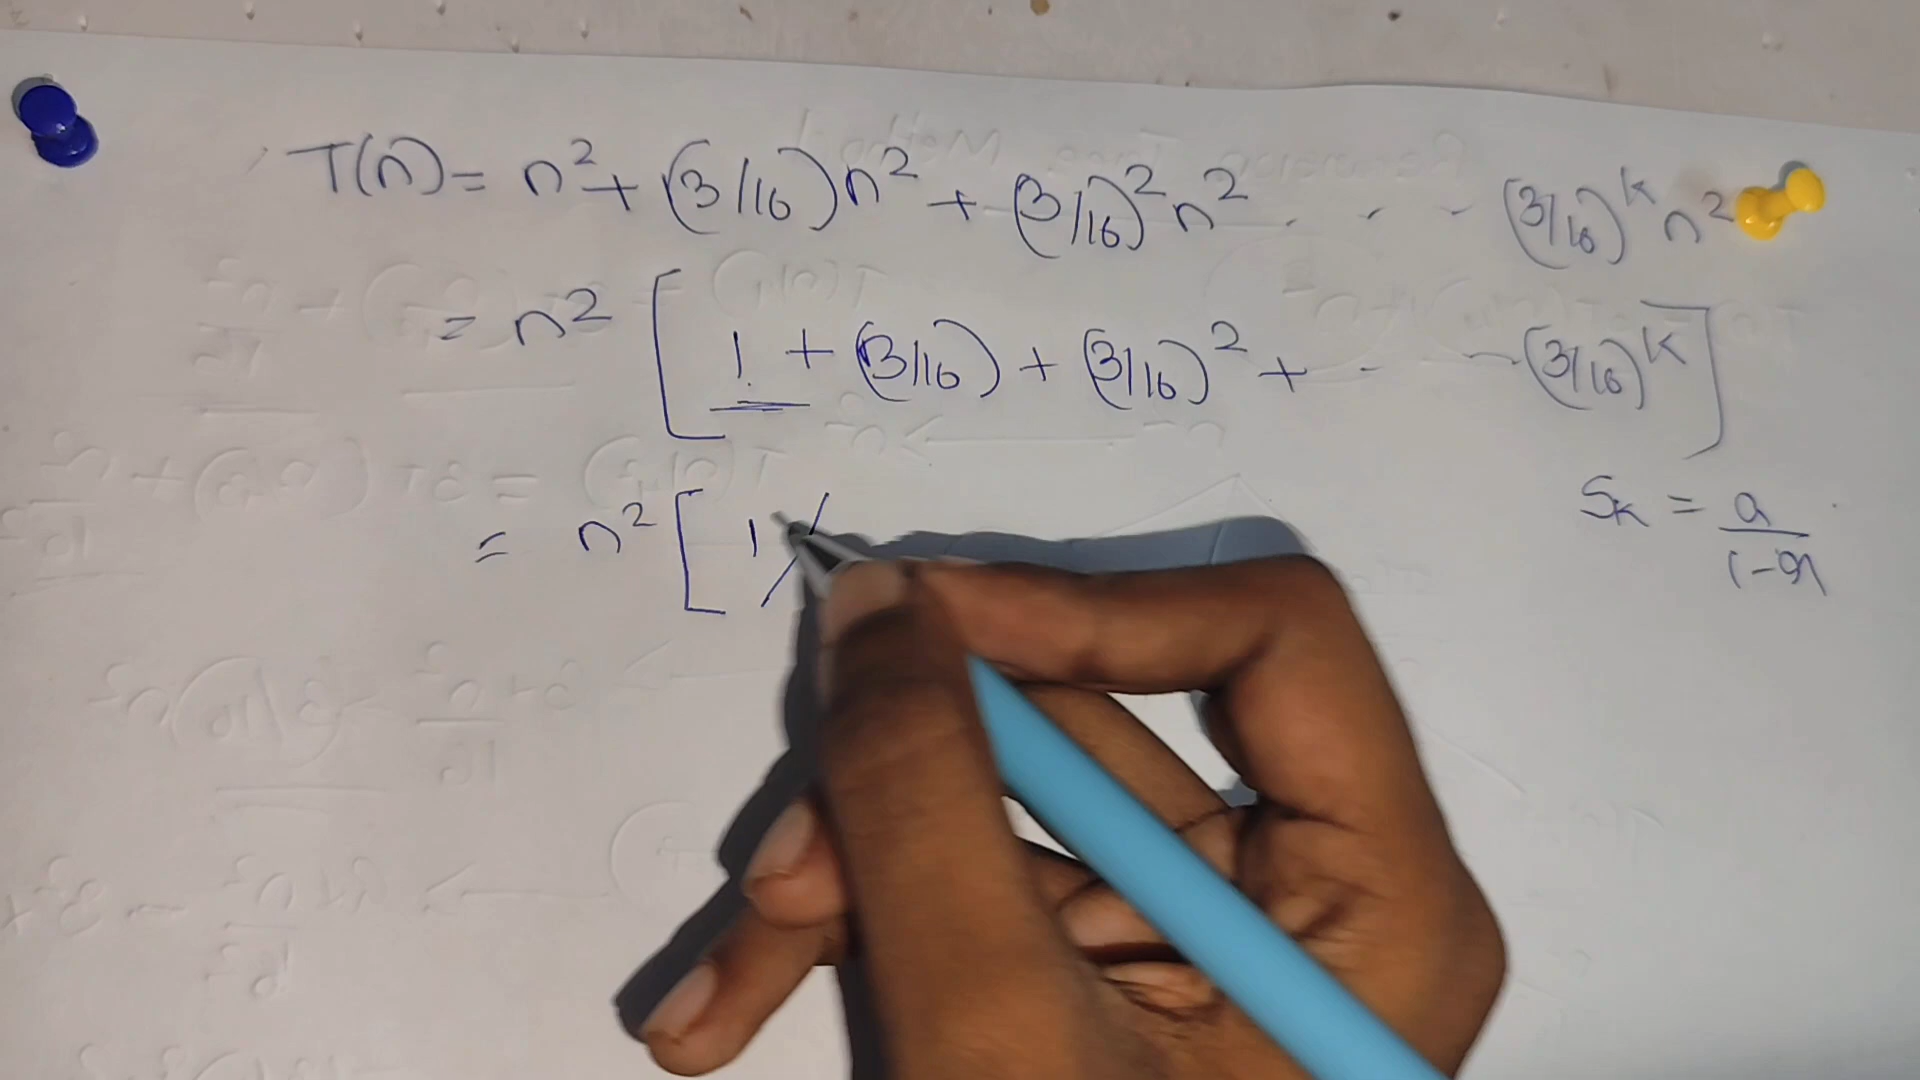 T(n) = n² + (3/16)n² + (3/16)²n² . . . . (3/16)ᵏ n²
= n² [ 1 + (3/16) + (3/16)² + . . . (3/16)ᵏ ]
Sₖ = a/(1-r)
= n² [ 1/